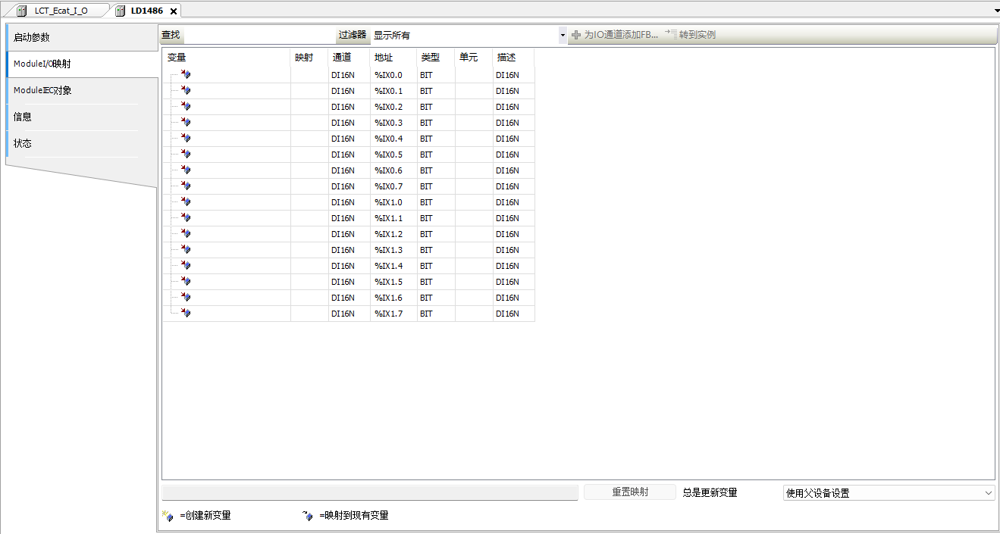 LCT_Ecat_I_O LD1486
启动参数
ModuleI/O映射
ModuleIEC对象
信息
状态
查找 过滤器 显示所有 为IO通道添加FB... 转到实例
变量 映射 通道 地址 类型 单元 描述
DI16N %IX0.0 BIT DI16N
DI16N %IX0.1 BIT DI16N
DI16N %IX0.2 BIT DI16N
DI16N %IX0.3 BIT DI16N
DI16N %IX0.4 BIT DI16N
DI16N %IX0.5 BIT DI16N
DI16N %IX0.6 BIT DI16N
DI16N %IX0.7 BIT DI16N
DI16N %IX1.0 BIT DI16N
DI16N %IX1.1 BIT DI16N
DI16N %IX1.2 BIT DI16N
DI16N %IX1.3 BIT DI16N
DI16N %IX1.4 BIT DI16N
DI16N %IX1.5 BIT DI16N
DI16N %IX1.6 BIT DI16N
DI16N %IX1.7 BIT DI16N
重置映射 总是更新变量 使用父设备设置
=创建新变量 =映射到现有变量